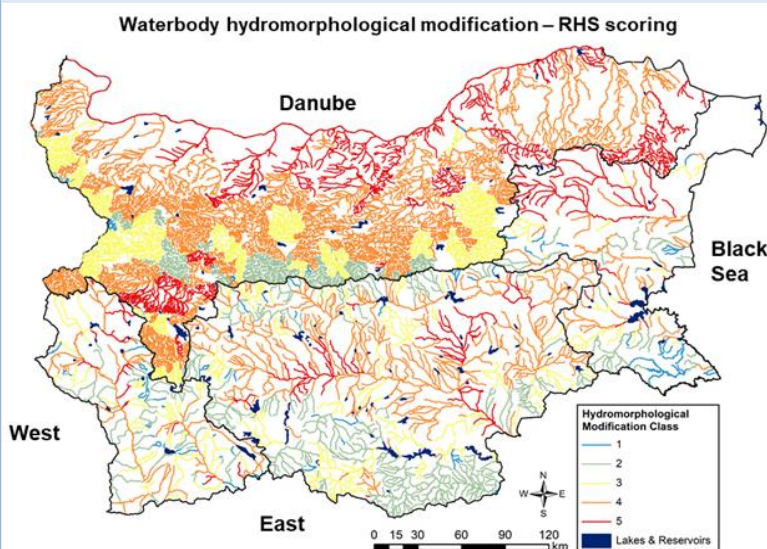 Waterbody hydromorphological modification – RHS scoring
Danube
Black
Sea
West
East
Hydromorphological
Modification Class
1
2
3
4
5
Lakes & Reservoirs
N
W E
S
0 15 30 60 90 120
km